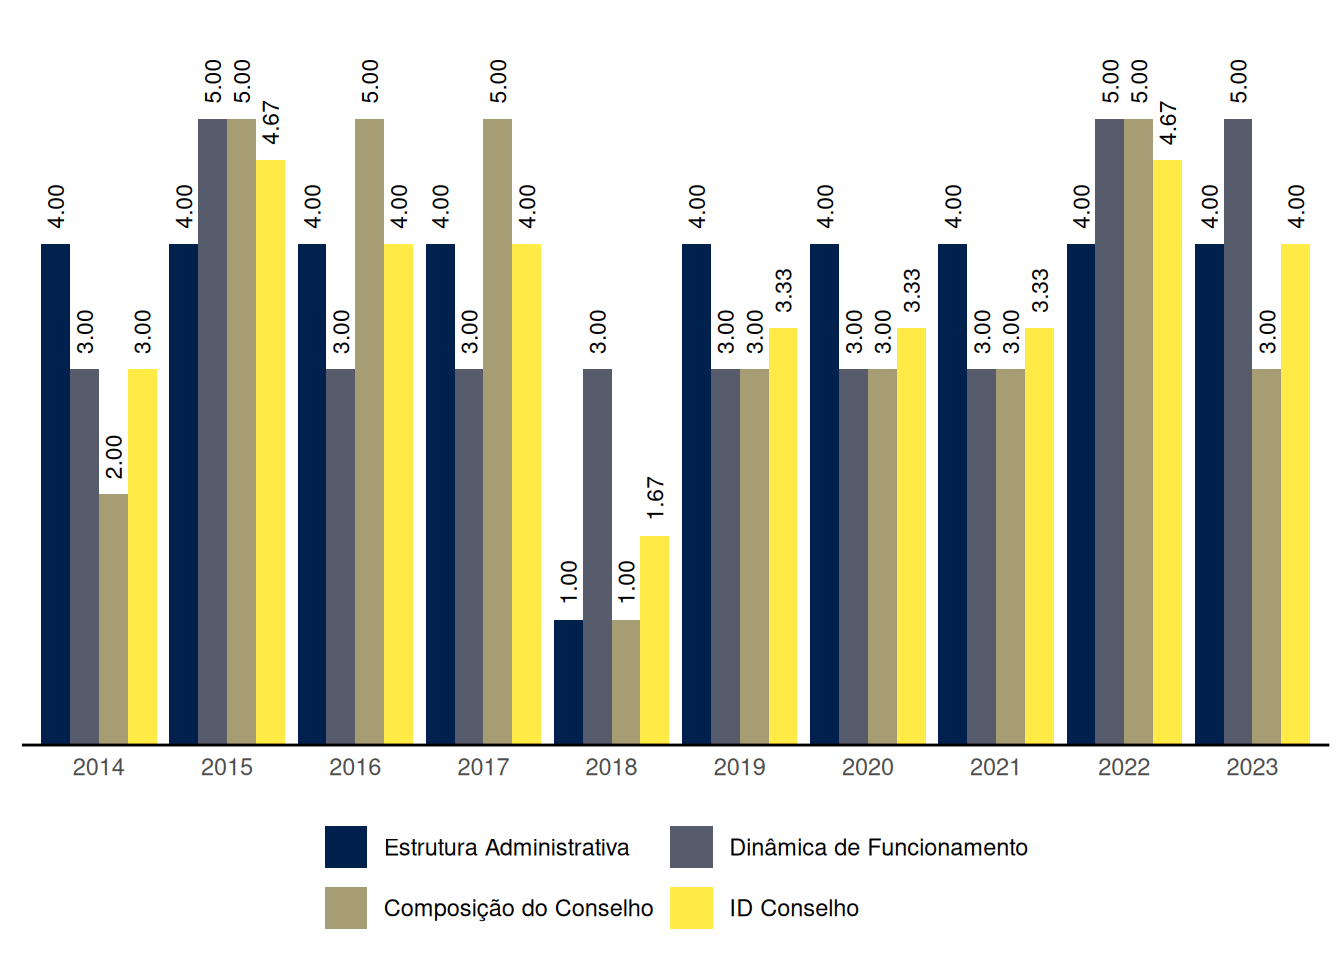 5.00 5.00 5.00 5.00 5.00 5.00 5.00
4.67 4.67
4.00 4.00 4.00 4.00 4.00 4.00 4.00 4.00 4.00 4.00 4.00 4.00
3.33 3.33 3.33
3.00 3.00 3.00 3.00 3.00 3.00 3.00 3.00 3.00 3.00 3.00 3.00
2.00
1.67
1.00 1.00
2014 2015 2016 2017 2018 2019 2020 2021 2022 2023
Estrutura Administrativa Dinâmica de Funcionamento
Composição do Conselho ID Conselho